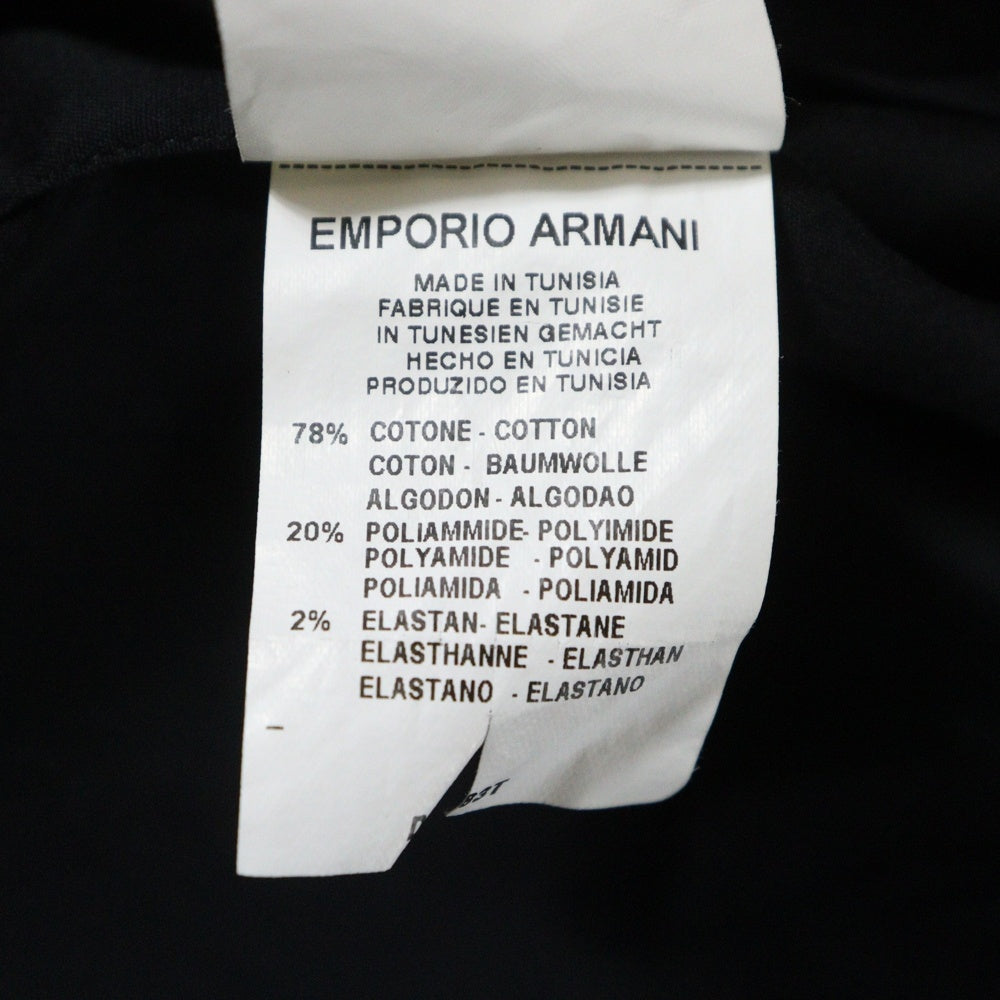 EMPORIO ARMANI
MADE IN TUNISIA
FABRIQUE EN TUNISIE
IN TUNESIEN GEMACHT
HECHO EN TUNICIA
PRODUZIDO EN TUNISIA
78% COTONE - COTTON
COTON - BAUMWOLLE
ALGODON - ALGODAO
20% POLIAMMIDE- POLYIMIDE
POLYAMIDE - POLYAMID
POLIAMIDA - POLIAMIDA
2% ELASTAN- ELASTANE
ELASTHANNE - ELASTHAN
ELASTANO - ELASTANO